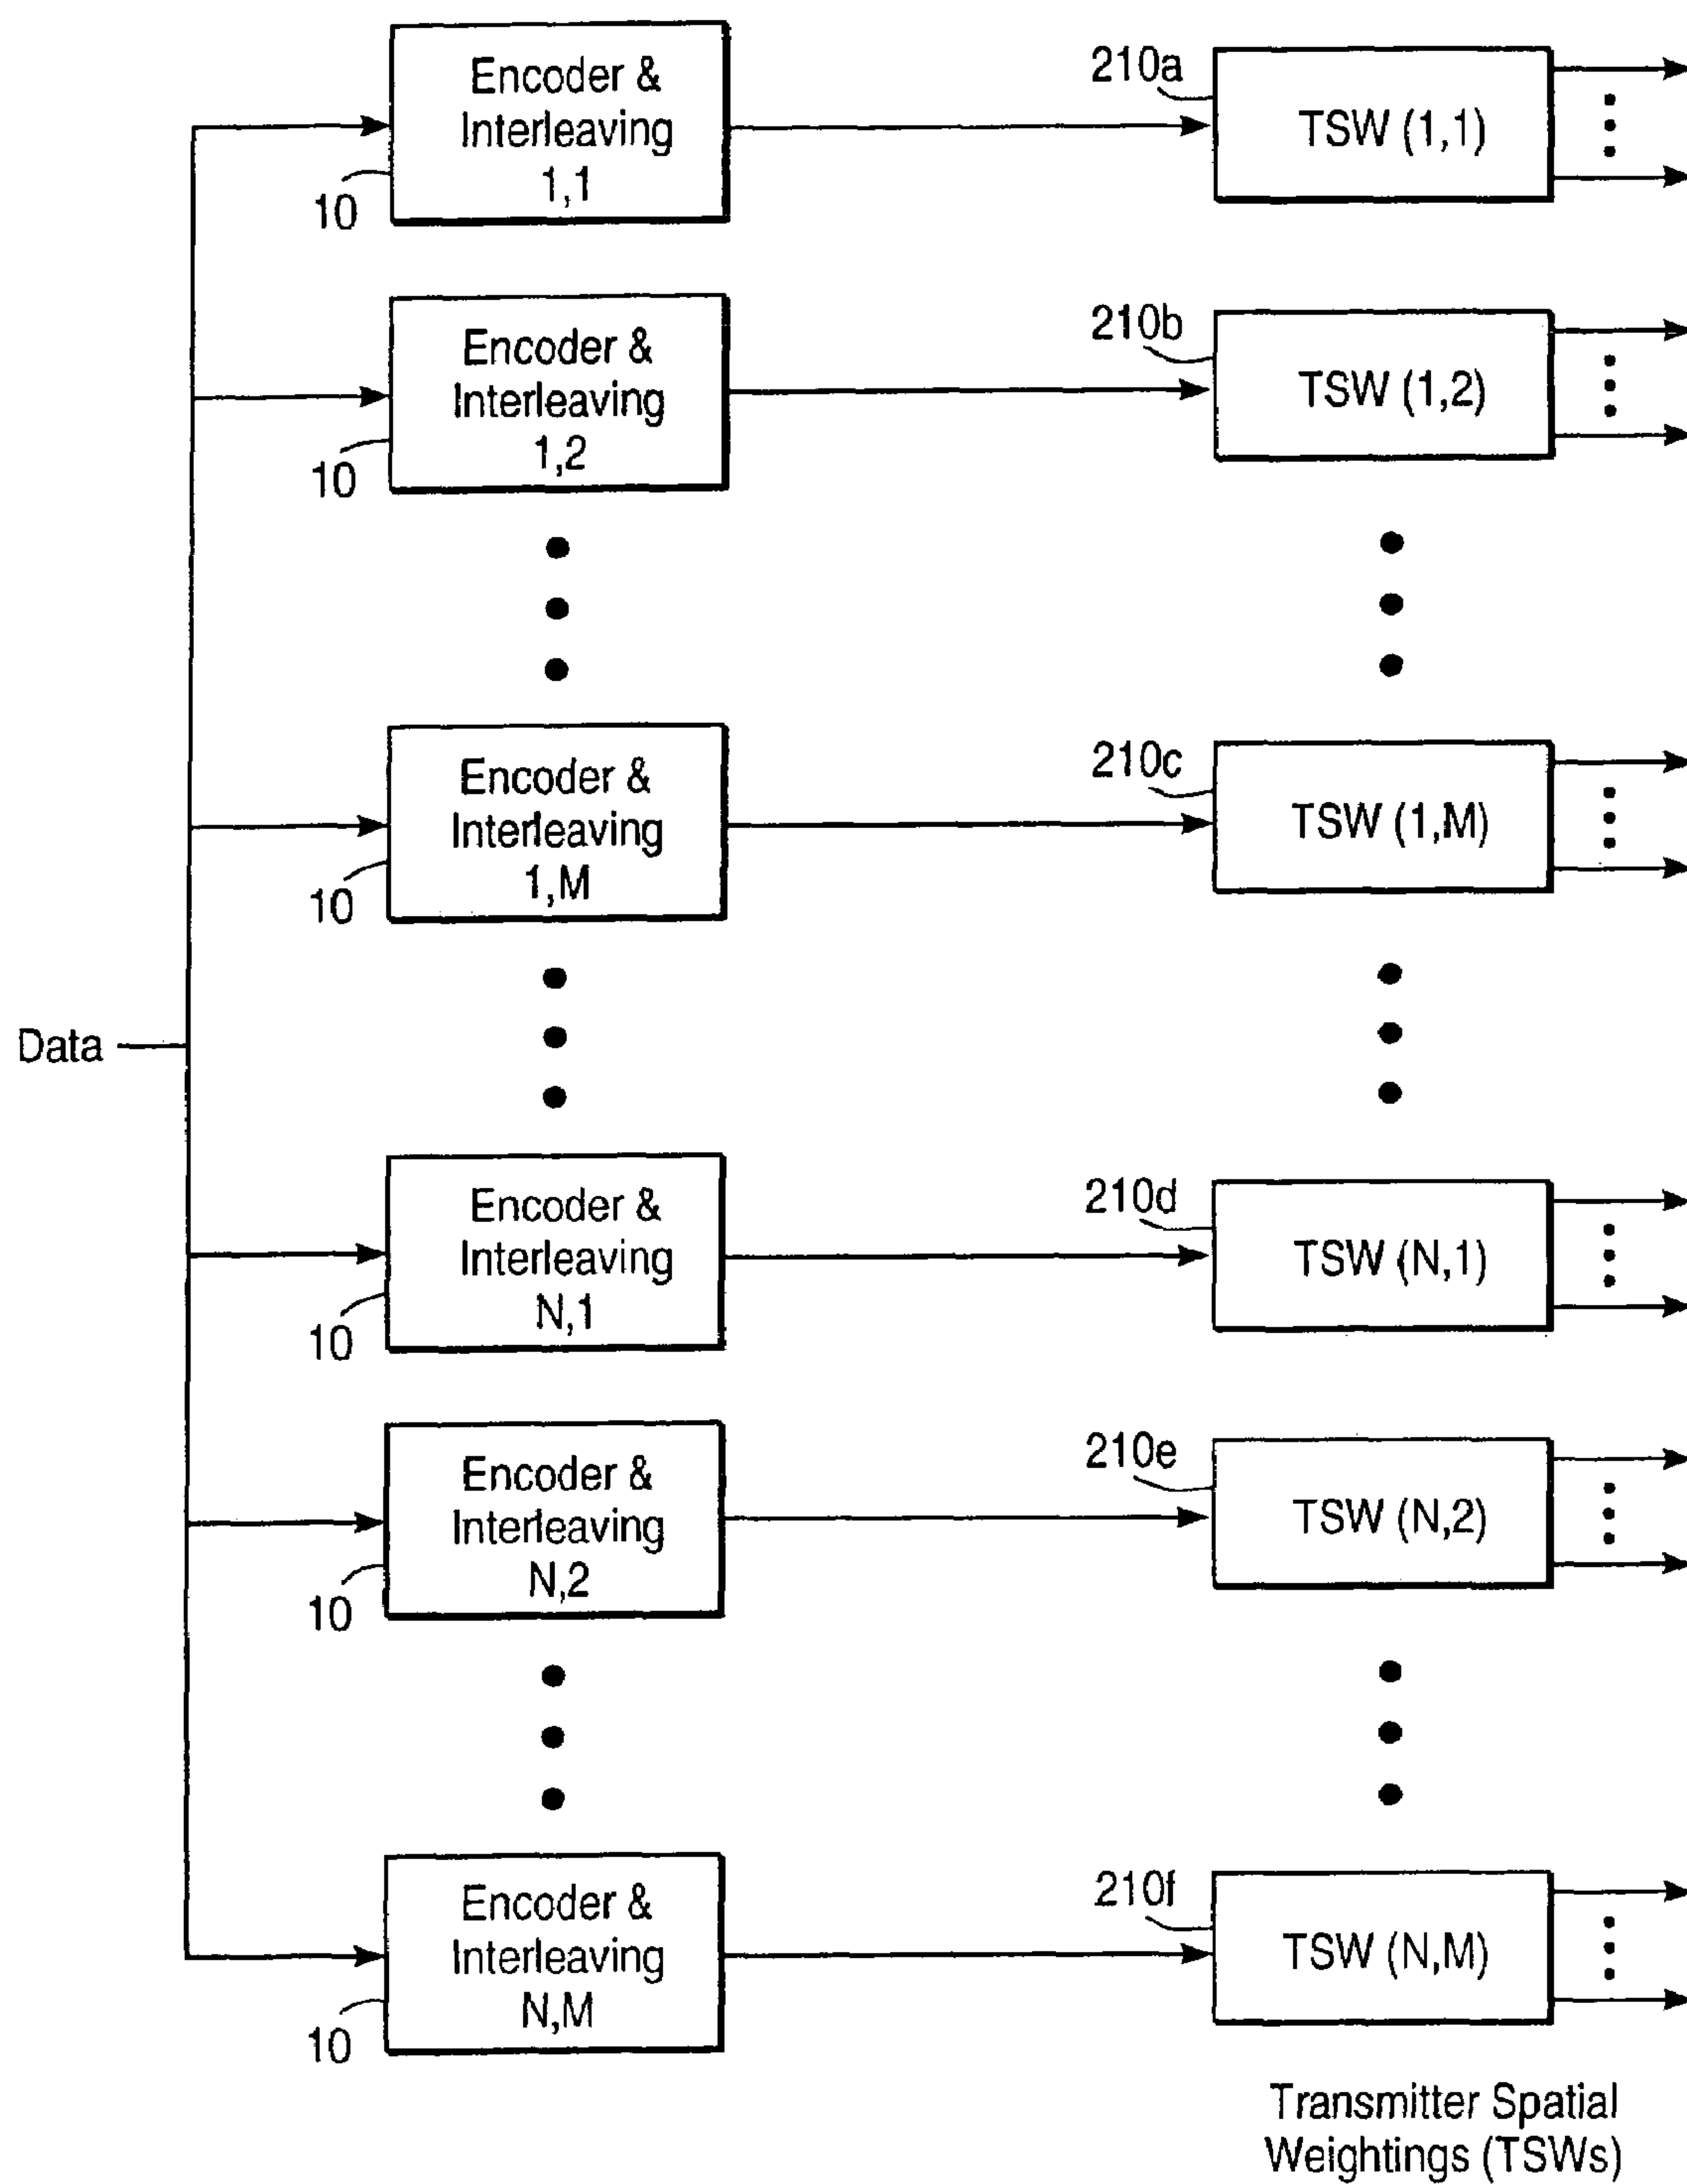 Encoder &
Interleaving
1,1
10
210a
TSW (1,1)
Encoder &
Interleaving
1,2
10
210b
TSW (1,2)
Encoder &
Interleaving
1,M
10
210c
TSW (1,M)
Data
Encoder &
Interleaving
N,1
10
210d
TSW (N,1)
Encoder &
Interleaving
N,2
10
210e
TSW (N,2)
Encoder &
Interleaving
N,M
10
210f
TSW (N,M)
Transmitter Spatial
Weightings (TSWs)